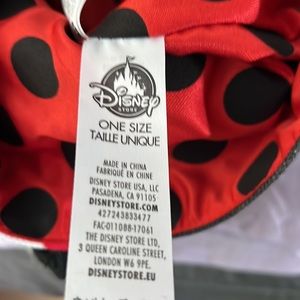 Disney
STORE
ONE SIZE
TAILLE UNIQUE
MADE IN CHINA
FABRIQUÉ EN CHINE
DISNEY STORE USA, LLC
PASADENA, CA 91105
DISNEYSTORE.COM
427243833477
FAC-011088-17061
THE DISNEY STORE LTD,
3 QUEEN CAROLINE STREET,
LONDON W6 9PE.
DISNEYSTORE.EU